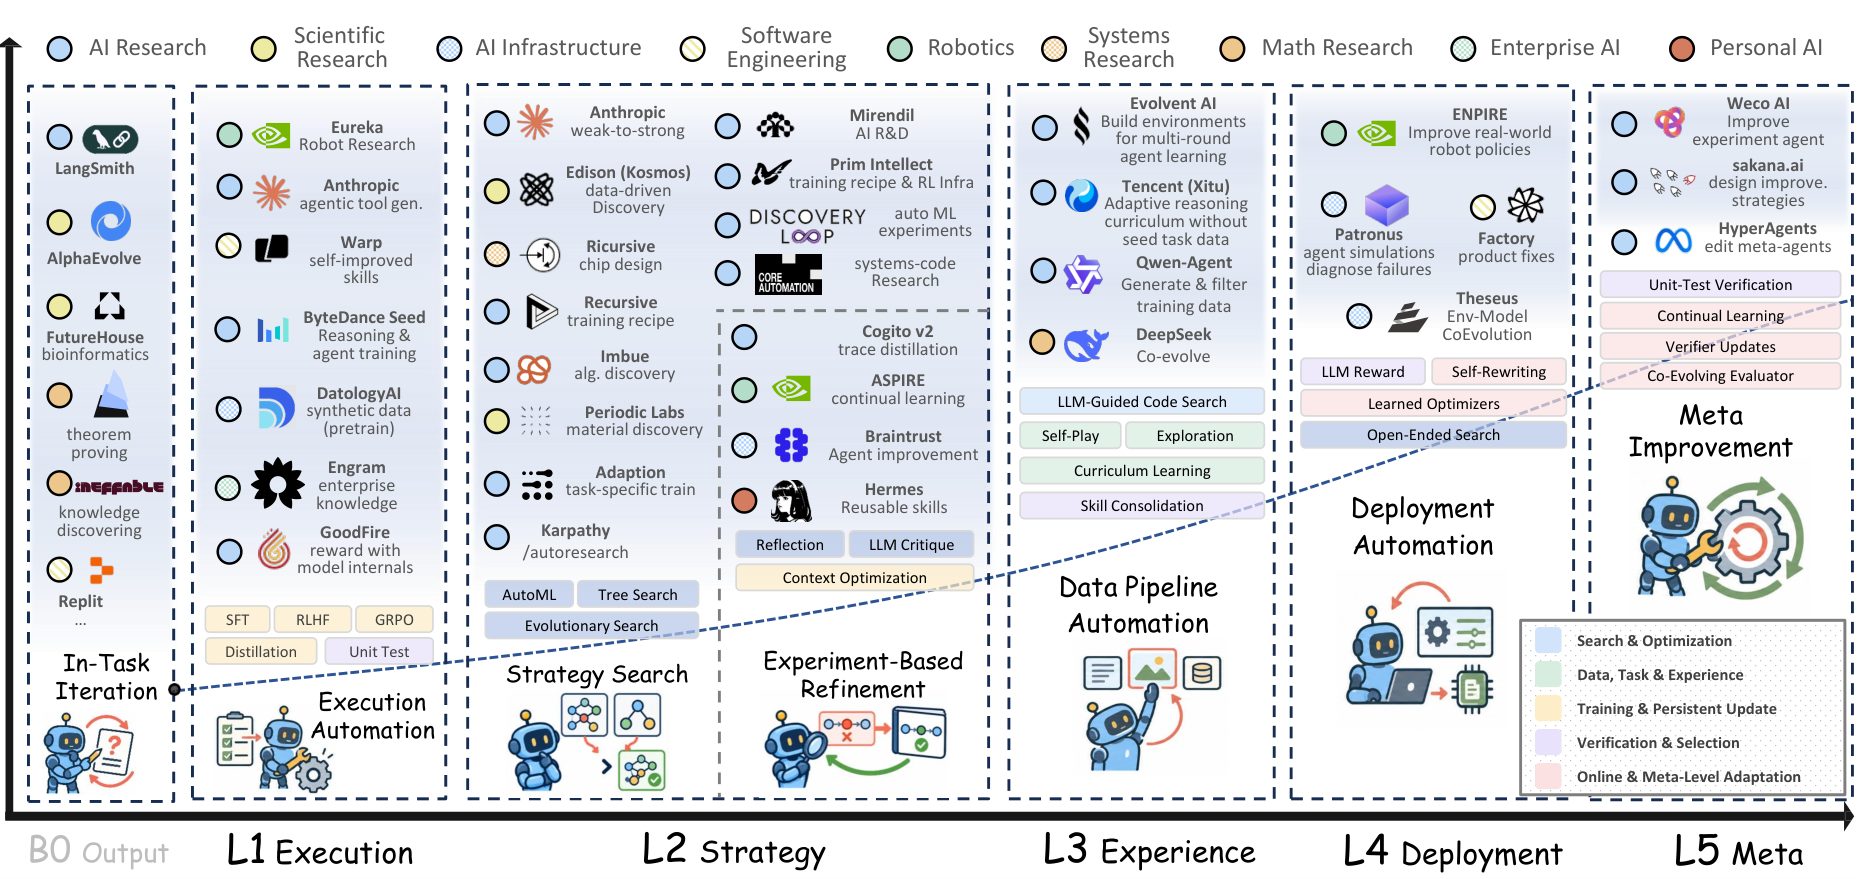 AI Research
Scientific
Research
AI Infrastructure
Software
Engineering
Robotics
Systems
Research
Math Research
Enterprise AI
Personal AI
LangSmith
AlphaEvolve
FutureHouse
bioinformatics
theorem
proving
ineffable
knowledge
discovering
Replit
...
In-Task
Iteration
?
Eureka
Robot Research
Anthropic
agentic tool gen.
Warp
self-improved
skills
ByteDance Seed
Reasoning &
agent training
DatologyAI
synthetic data
(pretrain)
Engram
enterprise
knowledge
GoodFire
reward with
model internals
SFT
RLHF
GRPO
Distillation
Unit Test
Execution
Automation
Anthropic
weak-to-strong
Edison (Kosmos)
data-driven
Discovery
Ricursive
chip design
Recursive
training recipe
Imbue
alg. discovery
Periodic Labs
material discovery
Adaption
task-specific train
Karpathy
/autoresearch
AutoML
Tree Search
Evolutionary Search
Strategy Search
Mirendil
AI R&D
Prim Intellect
training recipe & RL Infra
DISCOVERY
LOOP
auto ML
experiments
CORE
AUTOMATION
systems-code
Research
Cogito v2
trace distillation
ASPIRE
continual learning
Braintrust
Agent improvement
Hermes
Reusable skills
Reflection
LLM Critique
Context Optimization
Experiment-Based
Refinement
Evolvent AI
Build environments
for multi-round
agent learning
Tencent (Xitu)
Adaptive reasoning
curriculum without
seed task data
Qwen-Agent
Generate & filter
training data
DeepSeek
Co-evolve
LLM-Guided Code Search
Self-Play
Exploration
Curriculum Learning
Skill Consolidation
Data Pipeline
Automation
ENPIRE
Improve real-world
robot policies
Patronus
agent simulations
diagnose failures
Factory
product fixes
Theseus
Env-Model
CoEvolution
LLM Reward
Self-Rewriting
Learned Optimizers
Open-Ended Search
Deployment
Automation
Weco AI
Improve
experiment agent
sakana.ai
design improve.
strategies
HyperAgents
edit meta-agents
Unit-Test Verification
Continual Learning
Verifier Updates
Co-Evolving Evaluator
Meta
Improvement
Search & Optimization
Data, Task & Experience
Training & Persistent Update
Verification & Selection
Online & Meta-Level Adaptation
B0 Output
L1 Execution
L2 Strategy
L3 Experience
L4 Deployment
L5 Meta